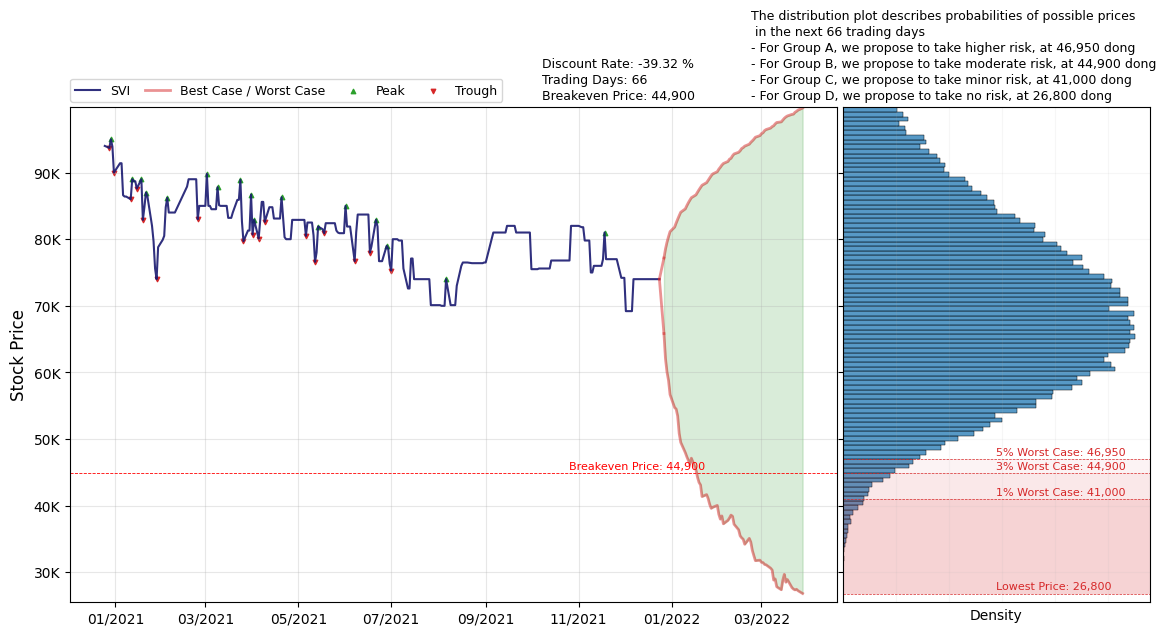 The distribution plot describes probabilities of possible prices
in the next 66 trading days
- For Group A, we propose to take higher risk, at 46,950 dong
- For Group B, we propose to take moderate risk, at 44,900 dong
- For Group C, we propose to take minor risk, at 41,000 dong
- For Group D, we propose to take no risk, at 26,800 dong
Discount Rate: -39.32 %
Trading Days: 66
Breakeven Price: 44,900
SVI Best Case / Worst Case Peak Trough
Stock Price
90K
80K
70K
60K
50K
40K
30K
Breakeven Price: 44,900
5% Worst Case: 46,950
3% Worst Case: 44,900
1% Worst Case: 41,000
Lowest Price: 26,800
01/2021 03/2021 05/2021 07/2021 09/2021 11/2021 01/2022 03/2022
Density